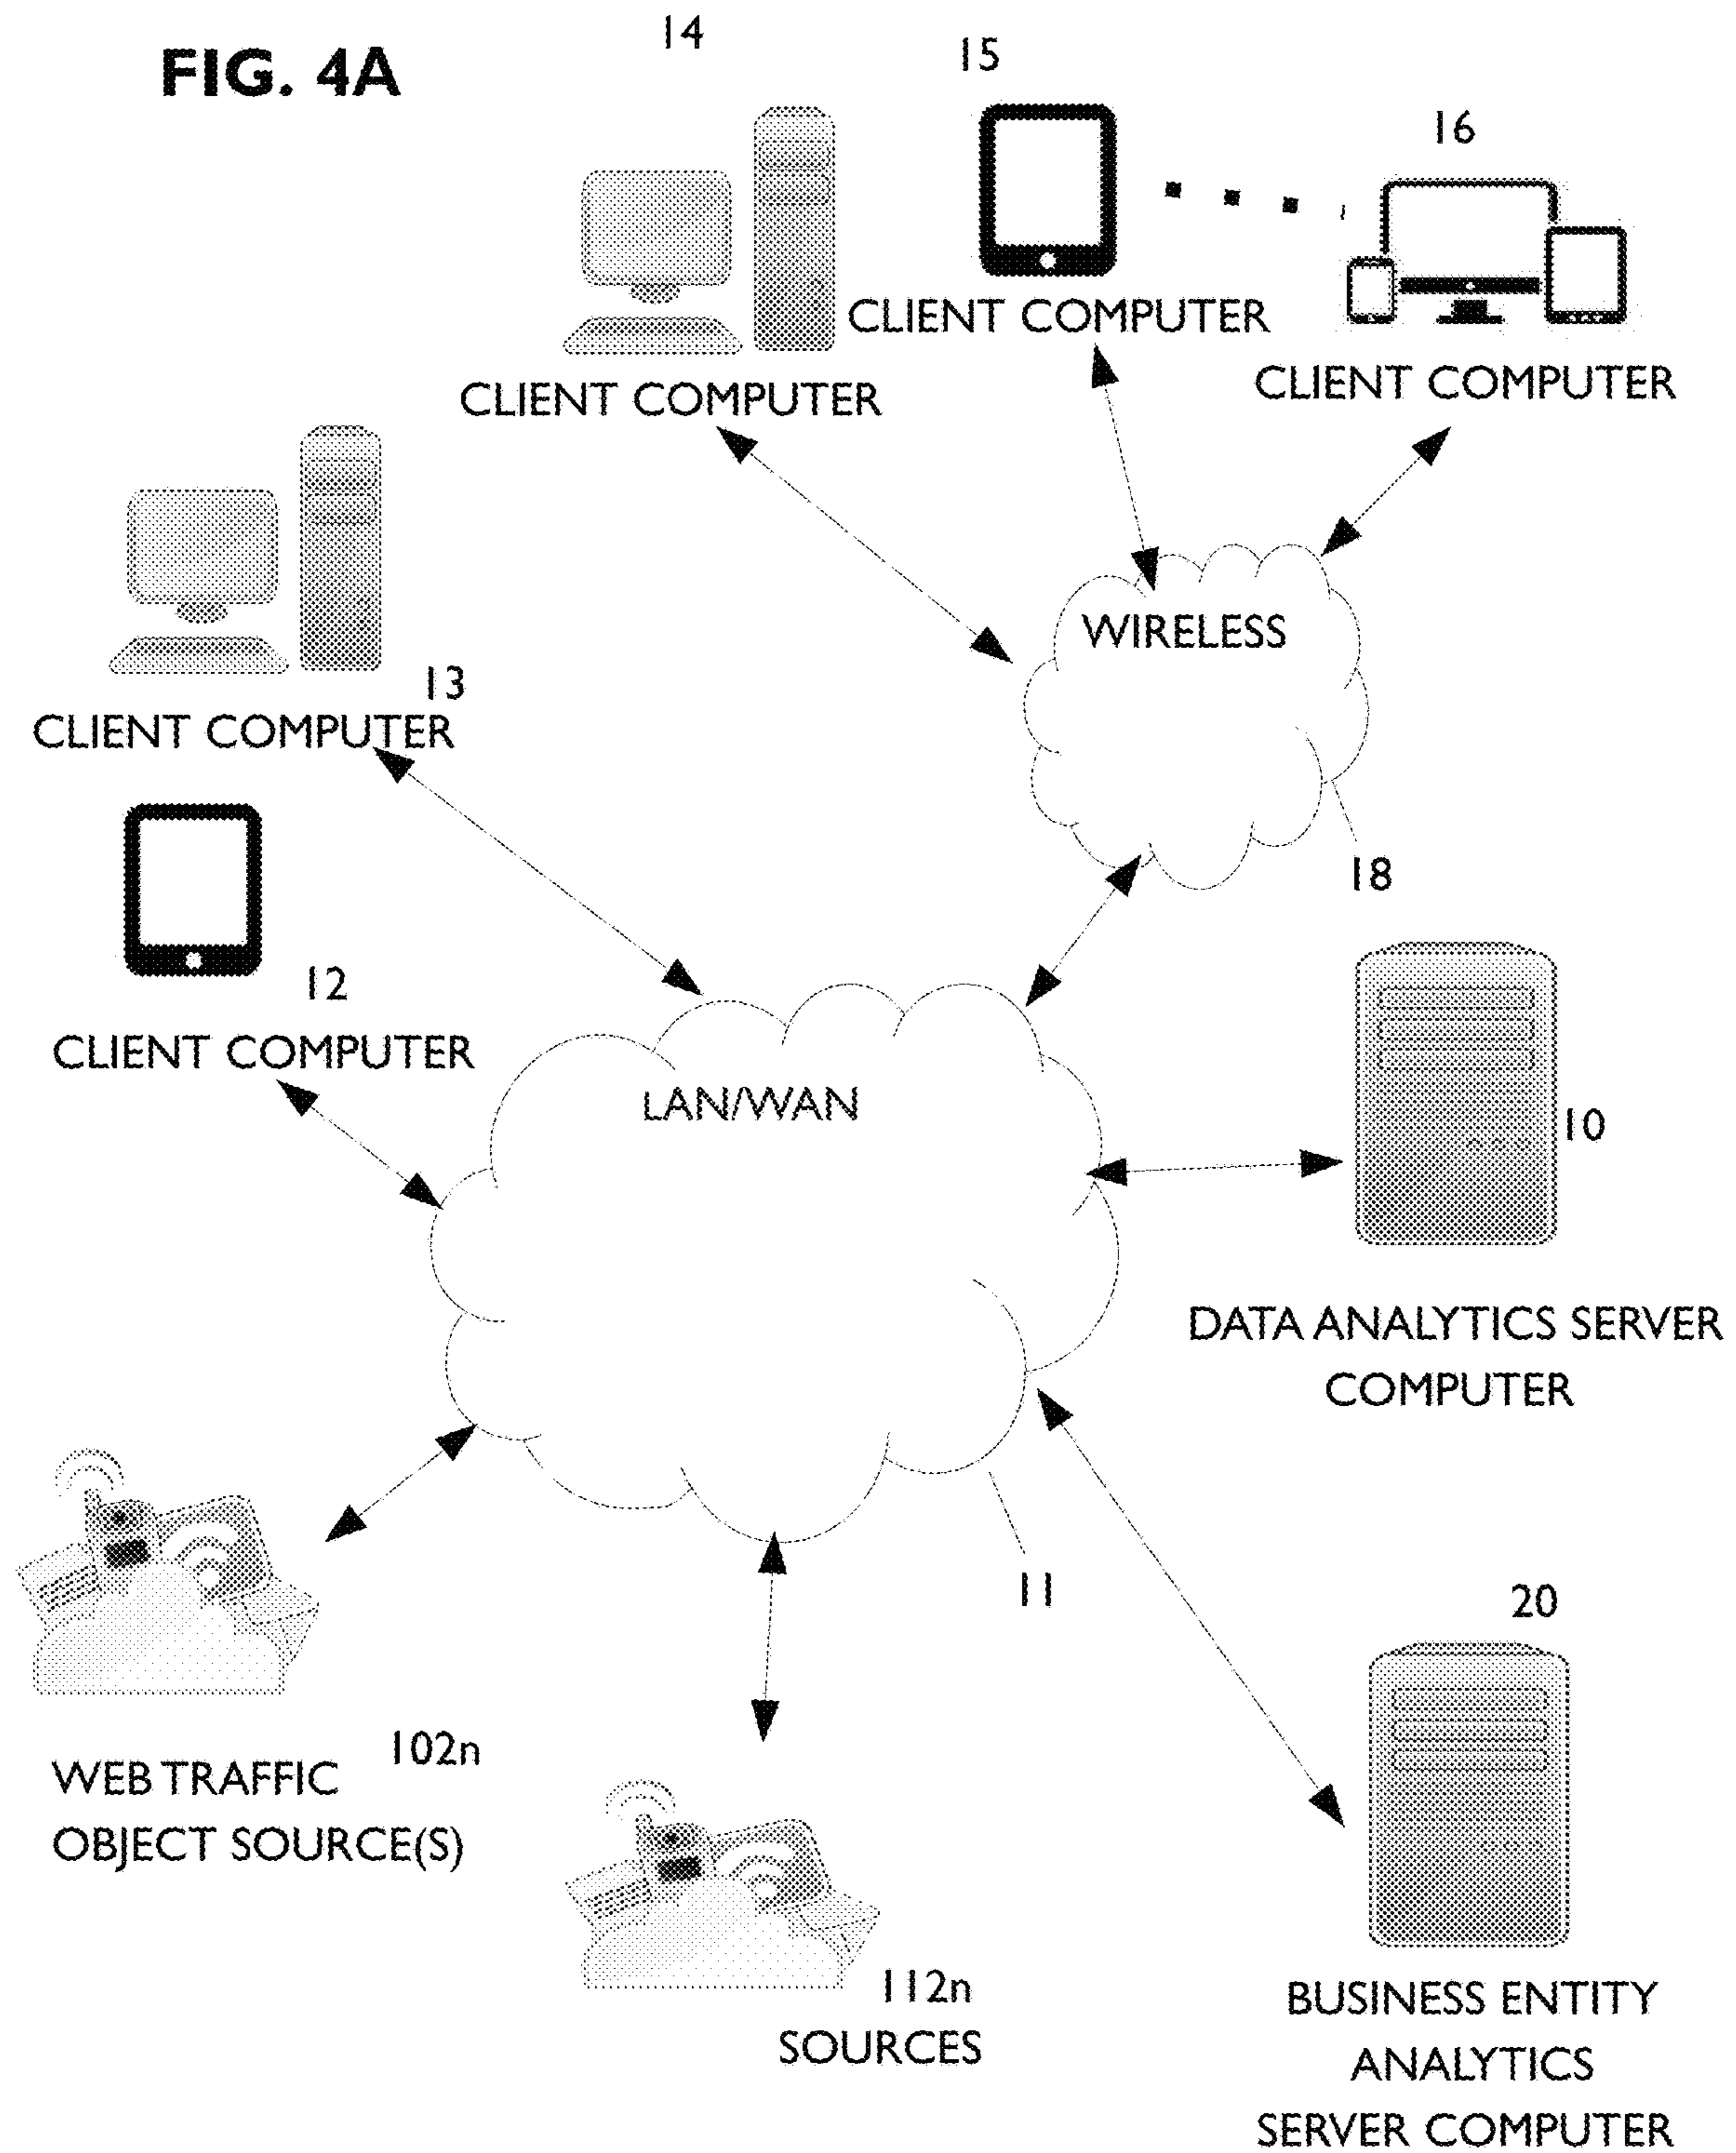 FIG. 4A
14
15
16
CLIENT COMPUTER
CLIENT COMPUTER
CLIENT COMPUTER
WIRELESS
13
CLIENT COMPUTER
18
12
CLIENT COMPUTER
LAN/WAN
10
DATA ANALYTICS SERVER
COMPUTER
11
20
102n
WEB TRAFFIC
OBJECT SOURCE(S)
112n
SOURCES
BUSINESS ENTITY
ANALYTICS
SERVER COMPUTER